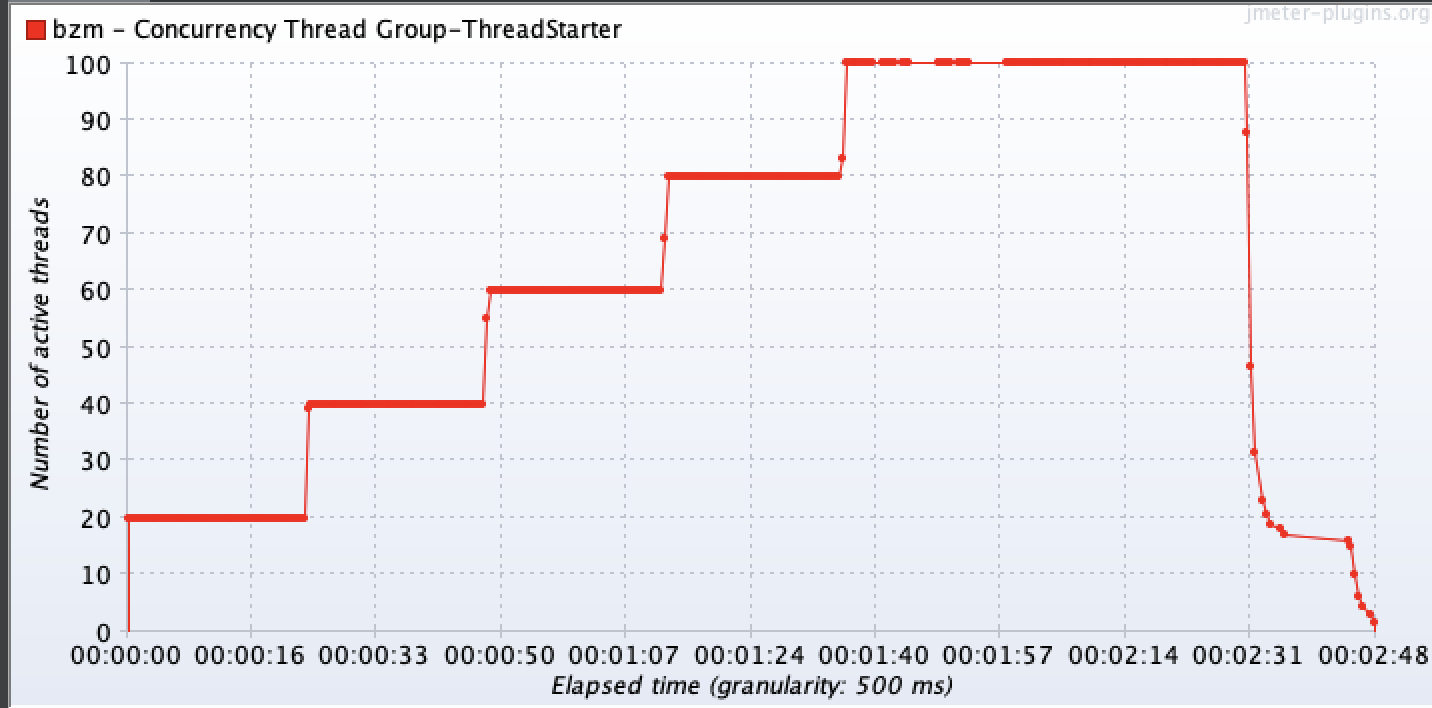 jmeter-plugins.org
bzm - Concurrency Thread Group-ThreadStarter
100
90
80
70
60
50
40
30
20
10
0
Number of active threads
00:00:00 00:00:16 00:00:33 00:00:50 00:01:07 00:01:24 00:01:40 00:01:57 00:02:14 00:02:31 00:02:48
Elapsed time (granularity: 500 ms)